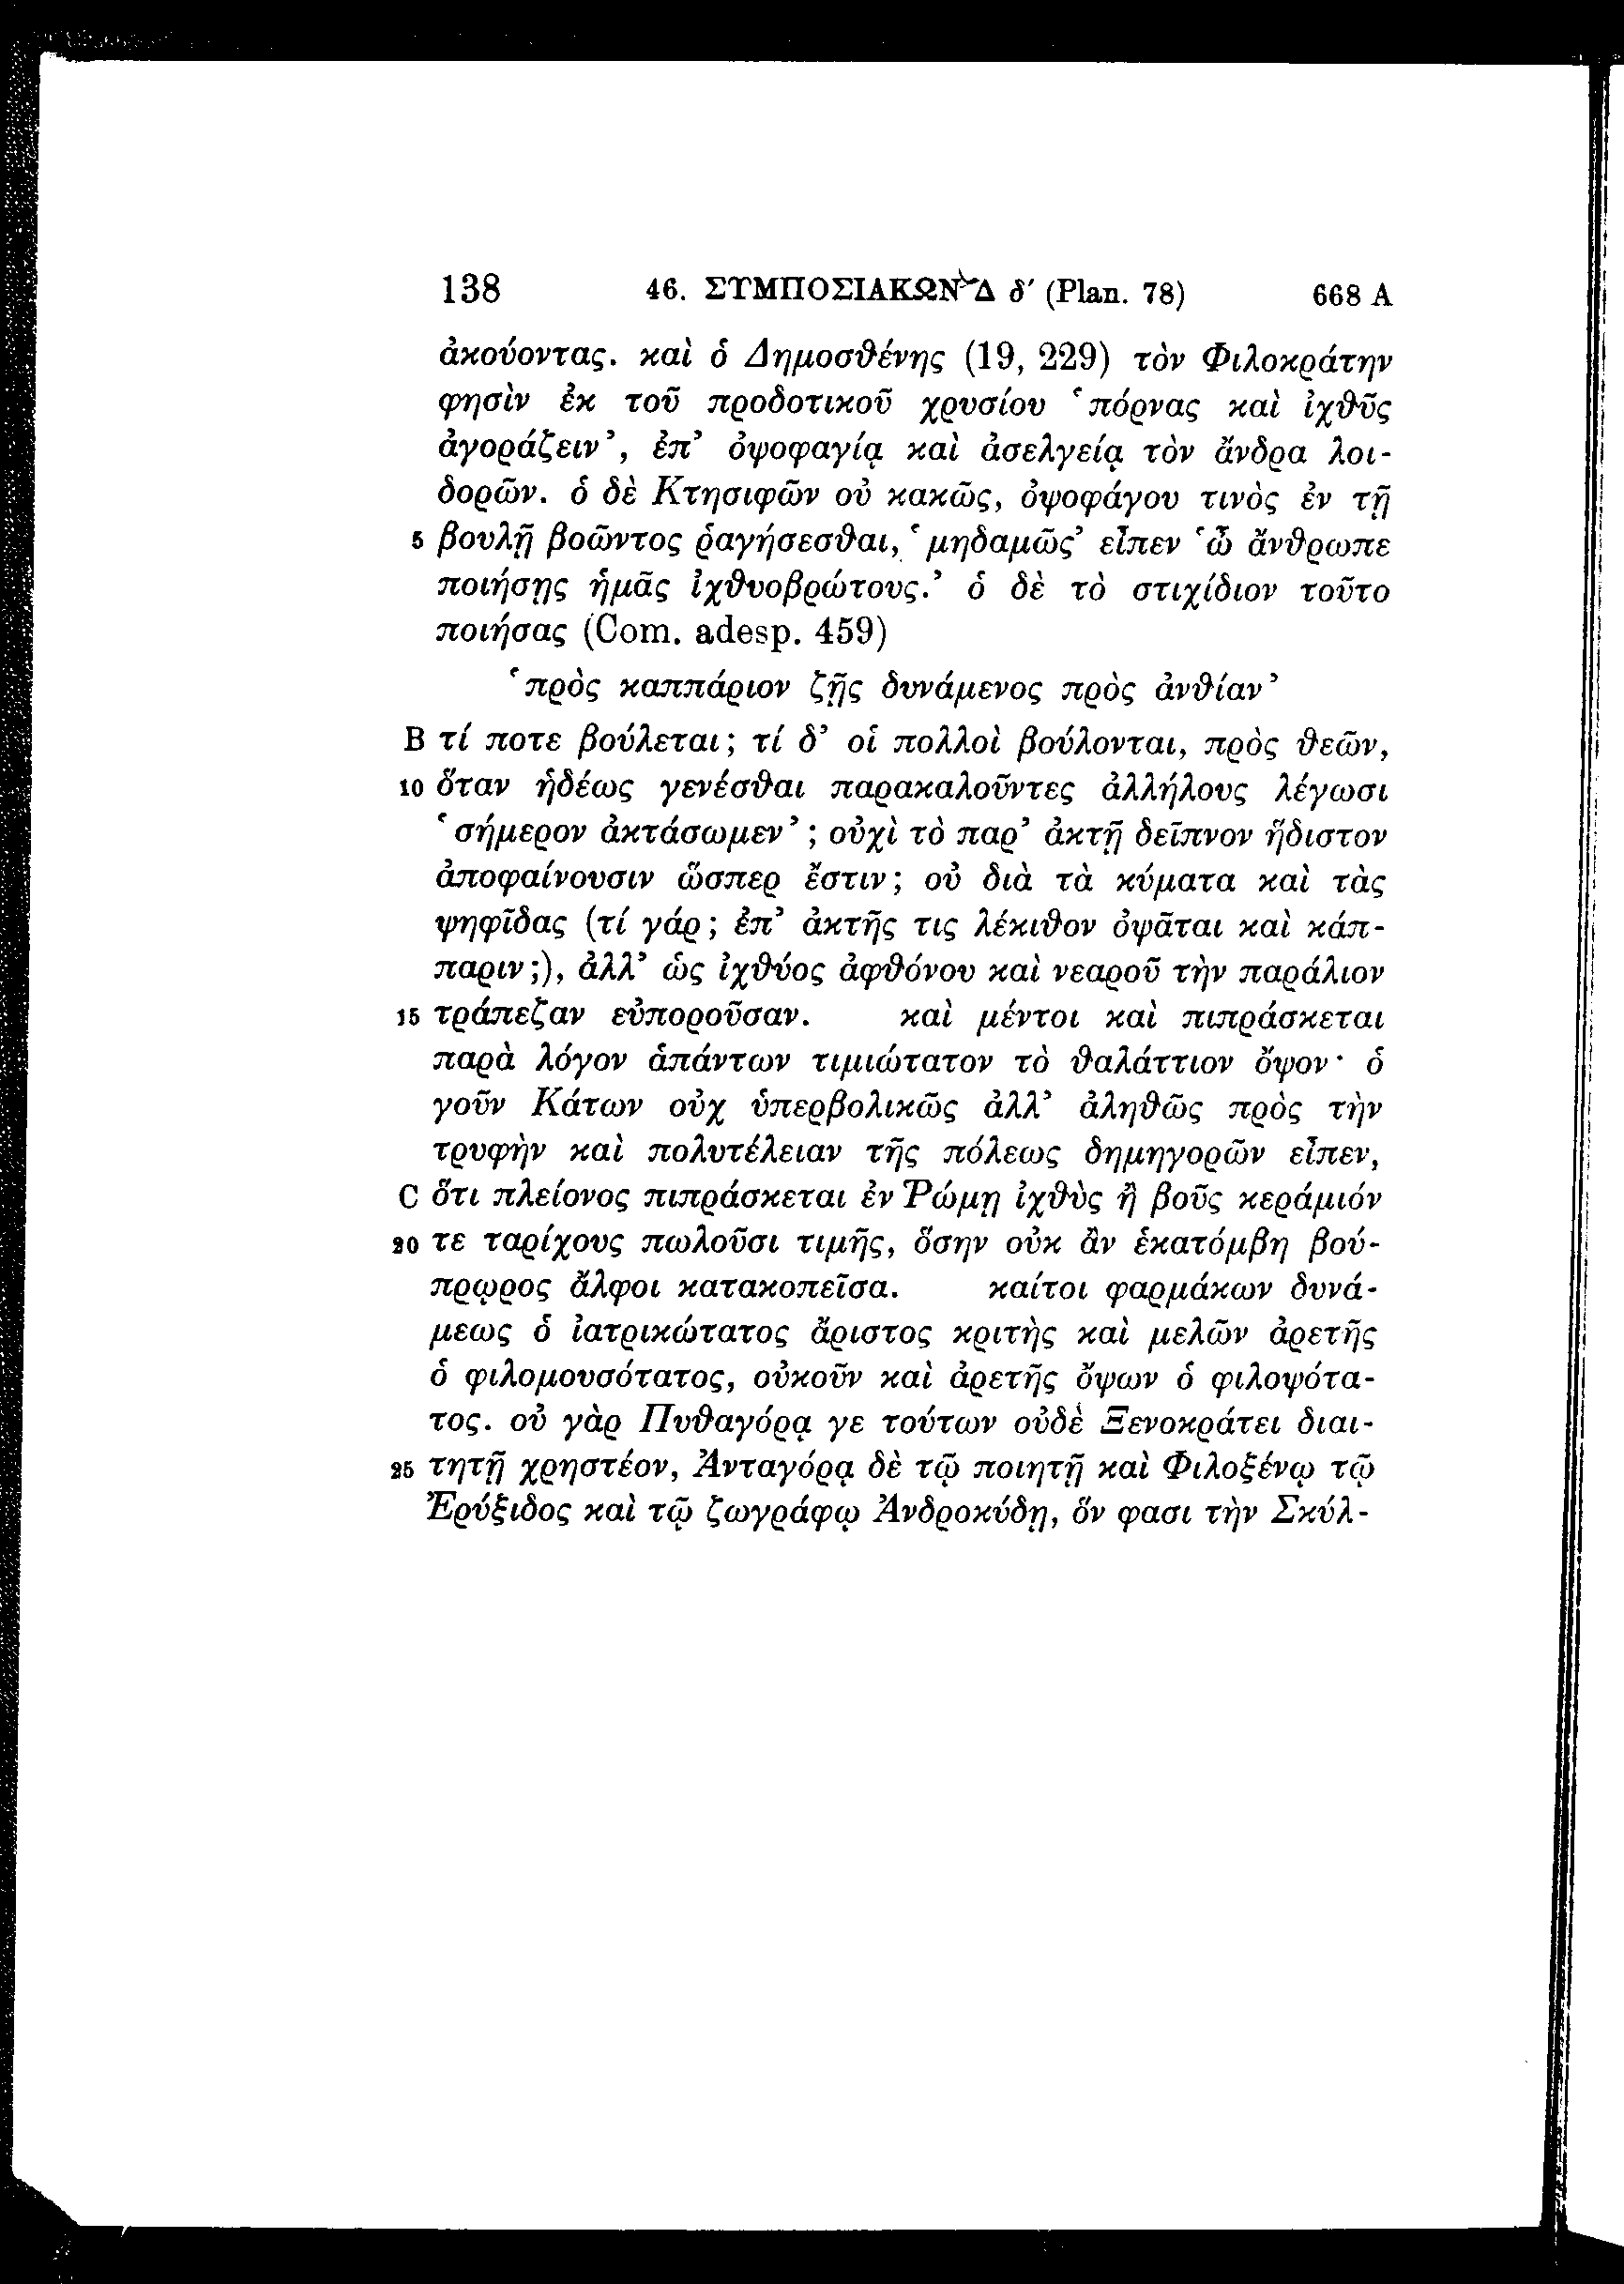 138 46. ΣΥΜΠΟΣΙΑΚΩΝ Δ δ′ (Plan. 78) 668 A
ἀκούοντας. καὶ ὁ Δημοσθένης (19, 229) τὸν Φιλοκράτην
φησὶν ἐκ τοῦ προδοτικοῦ χρυσίου ‛πόρνας καὶ ἰχθῦς
ἀγοράζειν’, ἐπ’ ὀψοφαγίᾳ καὶ ἀσελγείᾳ τὸν ἄνδρα λοι-
δορῶν. ὁ δὲ Κτησιφῶν οὐ κακῶς, ὀψοφάγου τινὸς ἐν τῇ
5 βουλῇ βοῶντος ῥαγήσεσθαι, ‛μηδαμῶς’ εἶπεν ‛ὦ ἄνθρωπε
ποιήσῃς ἡμᾶς ἰχθυοβρώτους.’ ὁ δὲ τὸ στιχίδιον τοῦτο
ποιήσας (Com. adesp. 459)
‛πρὸς καππάριον ζῇς δυνάμενος πρὸς ἀνθίαν’
B τί ποτε βούλεται; τί δ’ οἱ πολλοὶ βούλονται, πρὸς θεῶν,
10 ὅταν ἡδέως γενέσθαι παρακαλοῦντες ἀλλήλους λέγωσι
‛σήμερον ἀκτάσωμεν’; οὐχὶ τὸ παρ’ ἀκτῇ δεῖπνον ἥδιστον
ἀποφαίνουσιν ὥσπερ ἔστιν; οὐ διὰ τὰ κύματα καὶ τὰς
ψηφῖδας (τί γάρ; ἐπ’ ἀκτῆς τις λέκιθον ὀψᾶται καὶ κάπ-
παριν;), ἀλλ’ ὡς ἰχθύος ἀφθόνου καὶ νεαροῦ τὴν παράλιον
15 τράπεζαν εὐποροῦσαν. καὶ μέντοι καὶ πιπράσκεται
παρὰ λόγον ἁπάντων τιμιώτατον τὸ θαλάττιον ὄψον· ὁ
γοῦν Κάτων οὐχ ὑπερβολικῶς ἀλλ’ ἀληθῶς πρὸς τὴν
τρυφὴν καὶ πολυτέλειαν τῆς πόλεως δημηγορῶν εἶπεν,
C ὅτι πλείονος πιπράσκεται ἐν Ῥώμῃ ἰχθὺς ἢ βοῦς κεράμιόν
20 τε ταρίχους πωλοῦσι τιμῆς, ὅσην οὐκ ἂν ἑκατόμβη βού-
πρῳρος ἄλφοι κατακοπεῖσα. καίτοι φαρμάκων δυνά-
μεως ὁ ἰατρικώτατος ἄριστος κριτὴς καὶ μελῶν ἀρετῆς
ὁ φιλομουσότατος, οὐκοῦν καὶ ἀρετῆς ὄψων ὁ φιλοψότα-
τος. οὐ γὰρ Πυθαγόρᾳ γε τούτων οὐδὲ Ξενοκράτει διαι-
25 τητῇ χρηστέον, Ἀνταγόρᾳ δὲ τῷ ποιητῇ καὶ Φιλοξένῳ τῷ
Ἐρύξιδος καὶ τῷ ζωγράφῳ Ἀνδροκύδῃ, ὅν φασι τὴν Σκύλ-